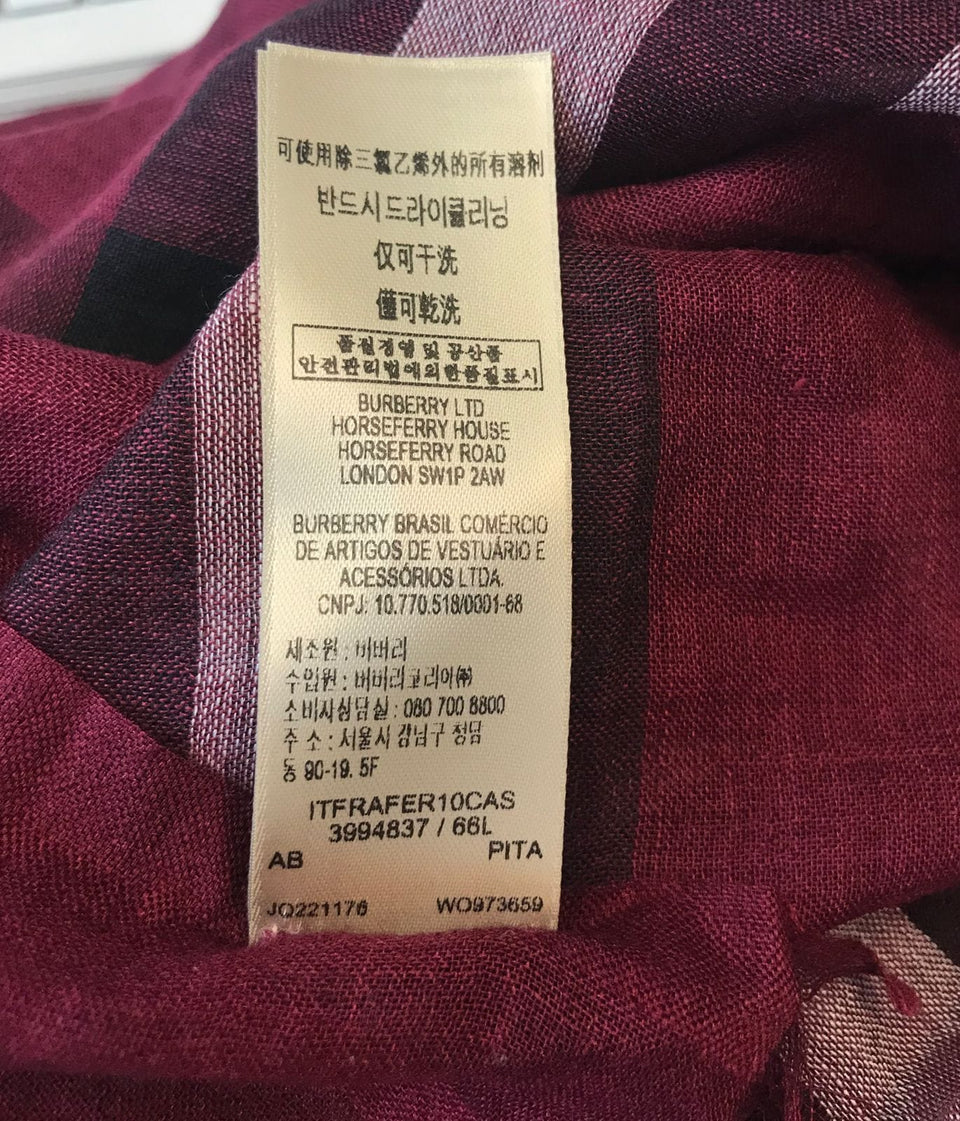 可使用除三氯乙烯外的所有溶剂
반드시 드라이클리닝
仅可干洗
僅可乾洗
품질경영 및 공산품
안전관리법에의한품질표시
BURBERRY LTD
HORSEFERRY HOUSE
HORSEFERRY ROAD
LONDON SW1P 2AW
BURBERRY BRASIL COMÉRCIO
DE ARTIGOS DE VESTUÁRIO E
ACESSÓRIOS LTDA.
CNPJ: 10.770.518/0001-68
제조원 : 버버리
수입원 : 버버리코리아㈜
소비자상담실 : 080 700 8800
주 소 : 서울시 강남구 청담
동 90-19. 5F
ITFRAFER10CAS
3994837 / 66L
AB PITA
JO221176 WO973659